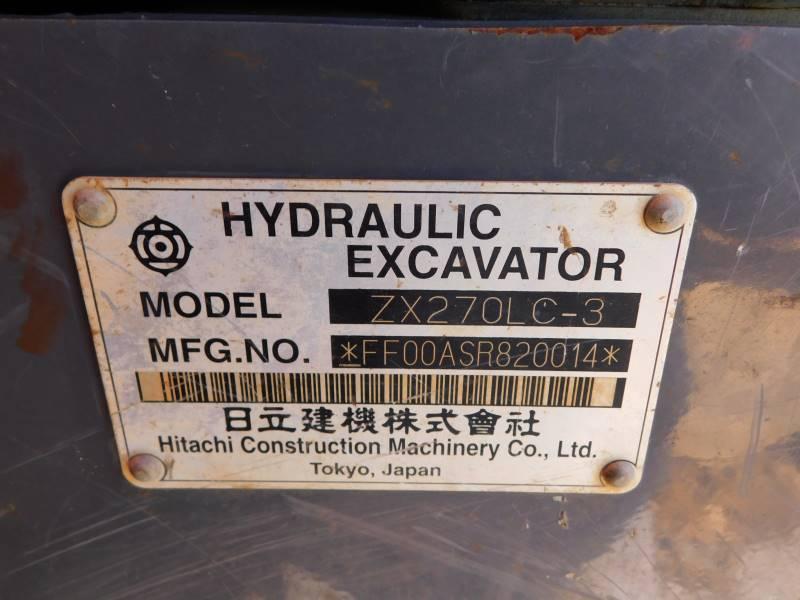 HYDRAULIC
EXCAVATOR
MODEL ZX270LC-3
MFG.NO. *FF00ASR820014*
日立建機株式會社
Hitachi Construction Machinery Co., Ltd.
Tokyo, Japan